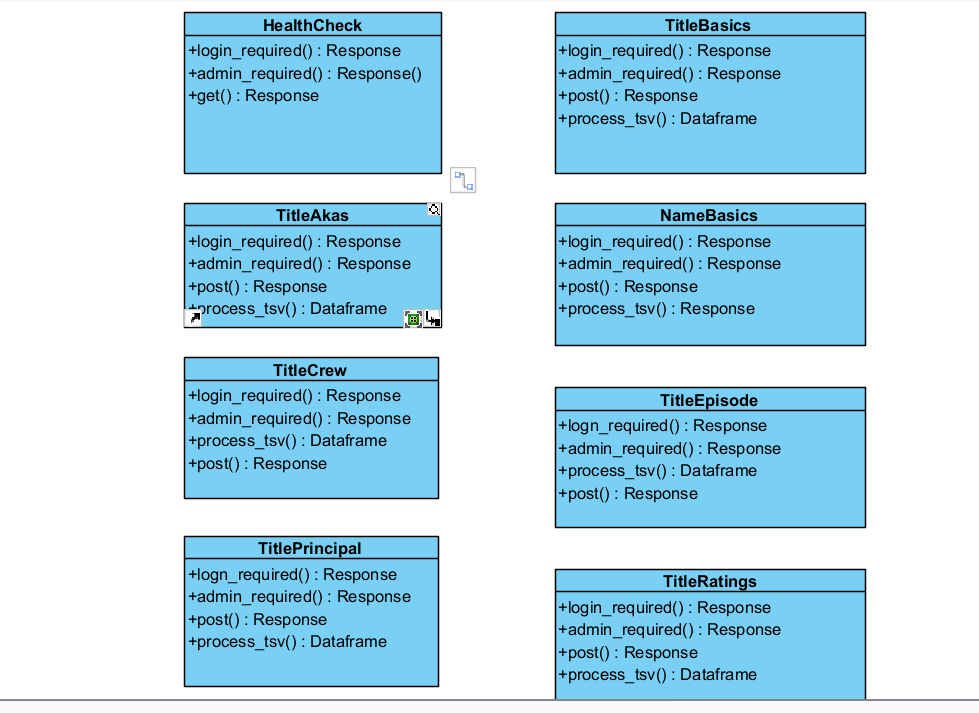 HealthCheck
+login_required() : Response
+admin_required() : Response()
+get() : Response
TitleBasics
+login_required() : Response
+admin_required() : Response
+post() : Response
+process_tsv() : Dataframe
TitleAkas
+login_required() : Response
+admin_required() : Response
+post() : Response
+process_tsv() : Dataframe
NameBasics
+login_required() : Response
+admin_required() : Response
+post() : Response
+process_tsv() : Response
TitleCrew
+login_required() : Response
+admin_required() : Response
+process_tsv() : Dataframe
+post() : Response
TitleEpisode
+logn_required() : Response
+admin_required() : Response
+process_tsv() : Dataframe
+post() : Response
TitlePrincipal
+logn_required() : Response
+admin_required() : Response
+post() : Response
+process_tsv() : Dataframe
TitleRatings
+login_required() : Response
+admin_required() : Response
+post() : Response
+process_tsv() : Dataframe